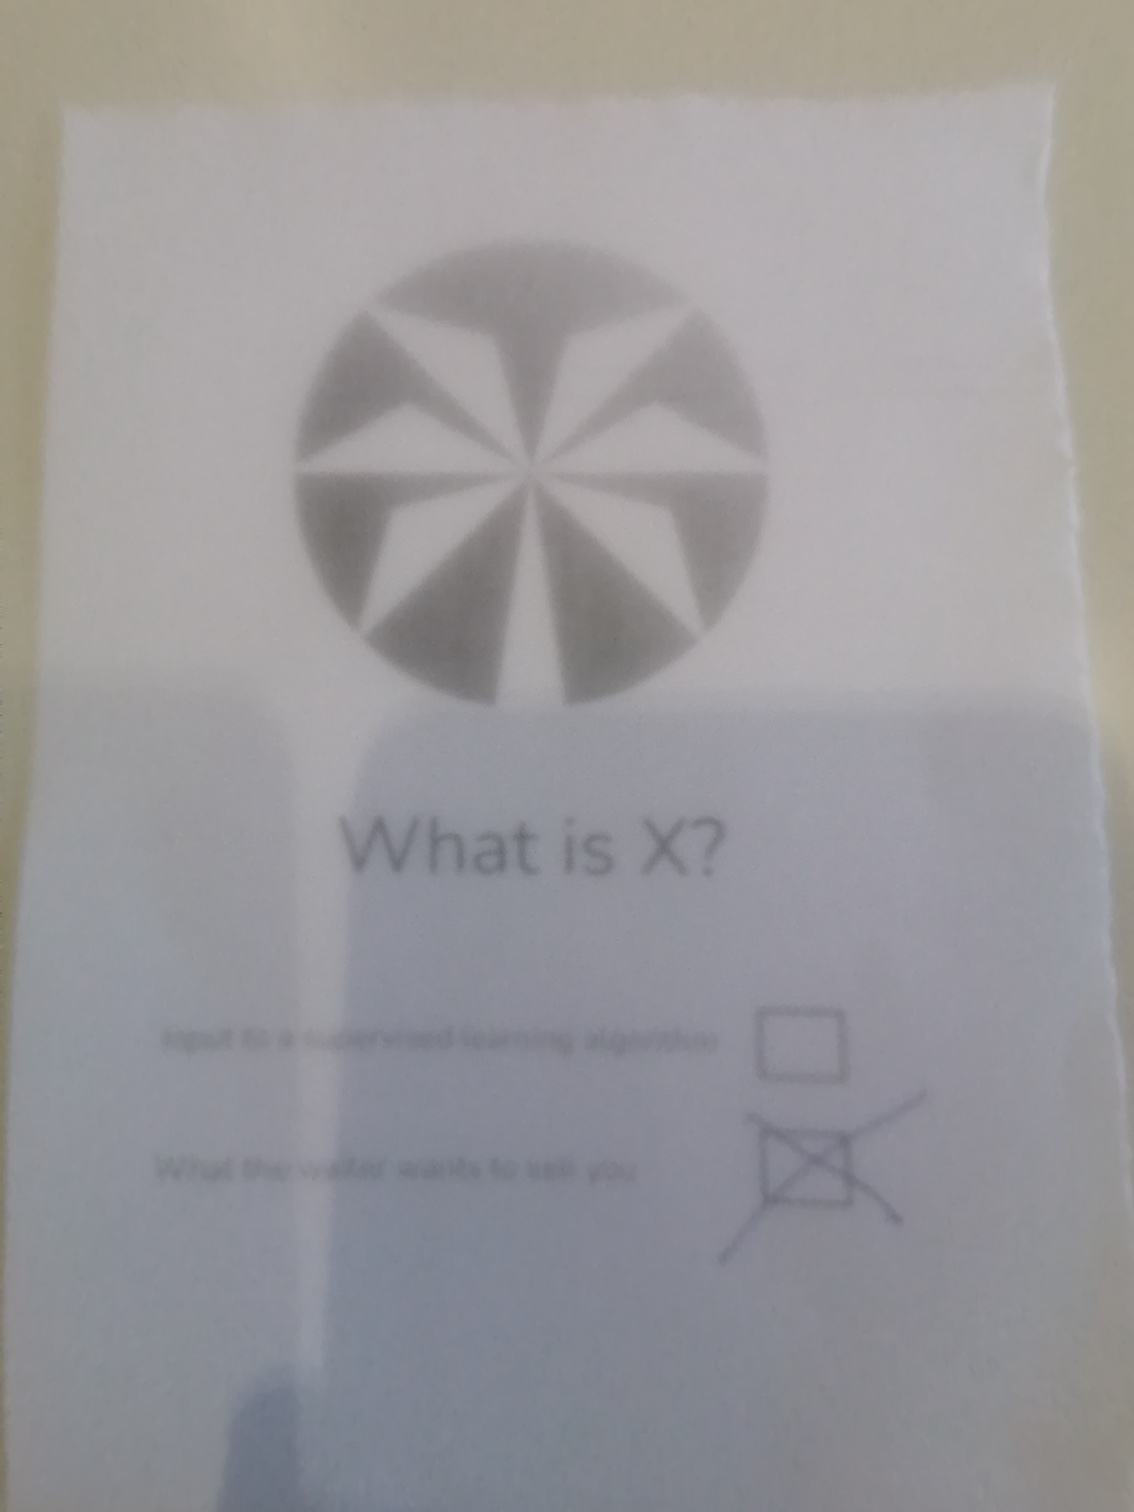 What is X?
Input to a supervised learning algorithm
What the waiter wants to sell you